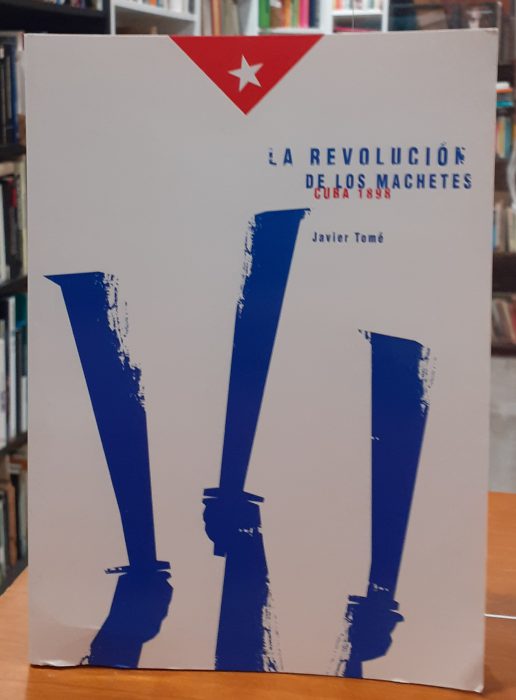 LA REVOLUCIÓN
DE LOS MACHETES
CUBA 1898
Javier Tomé